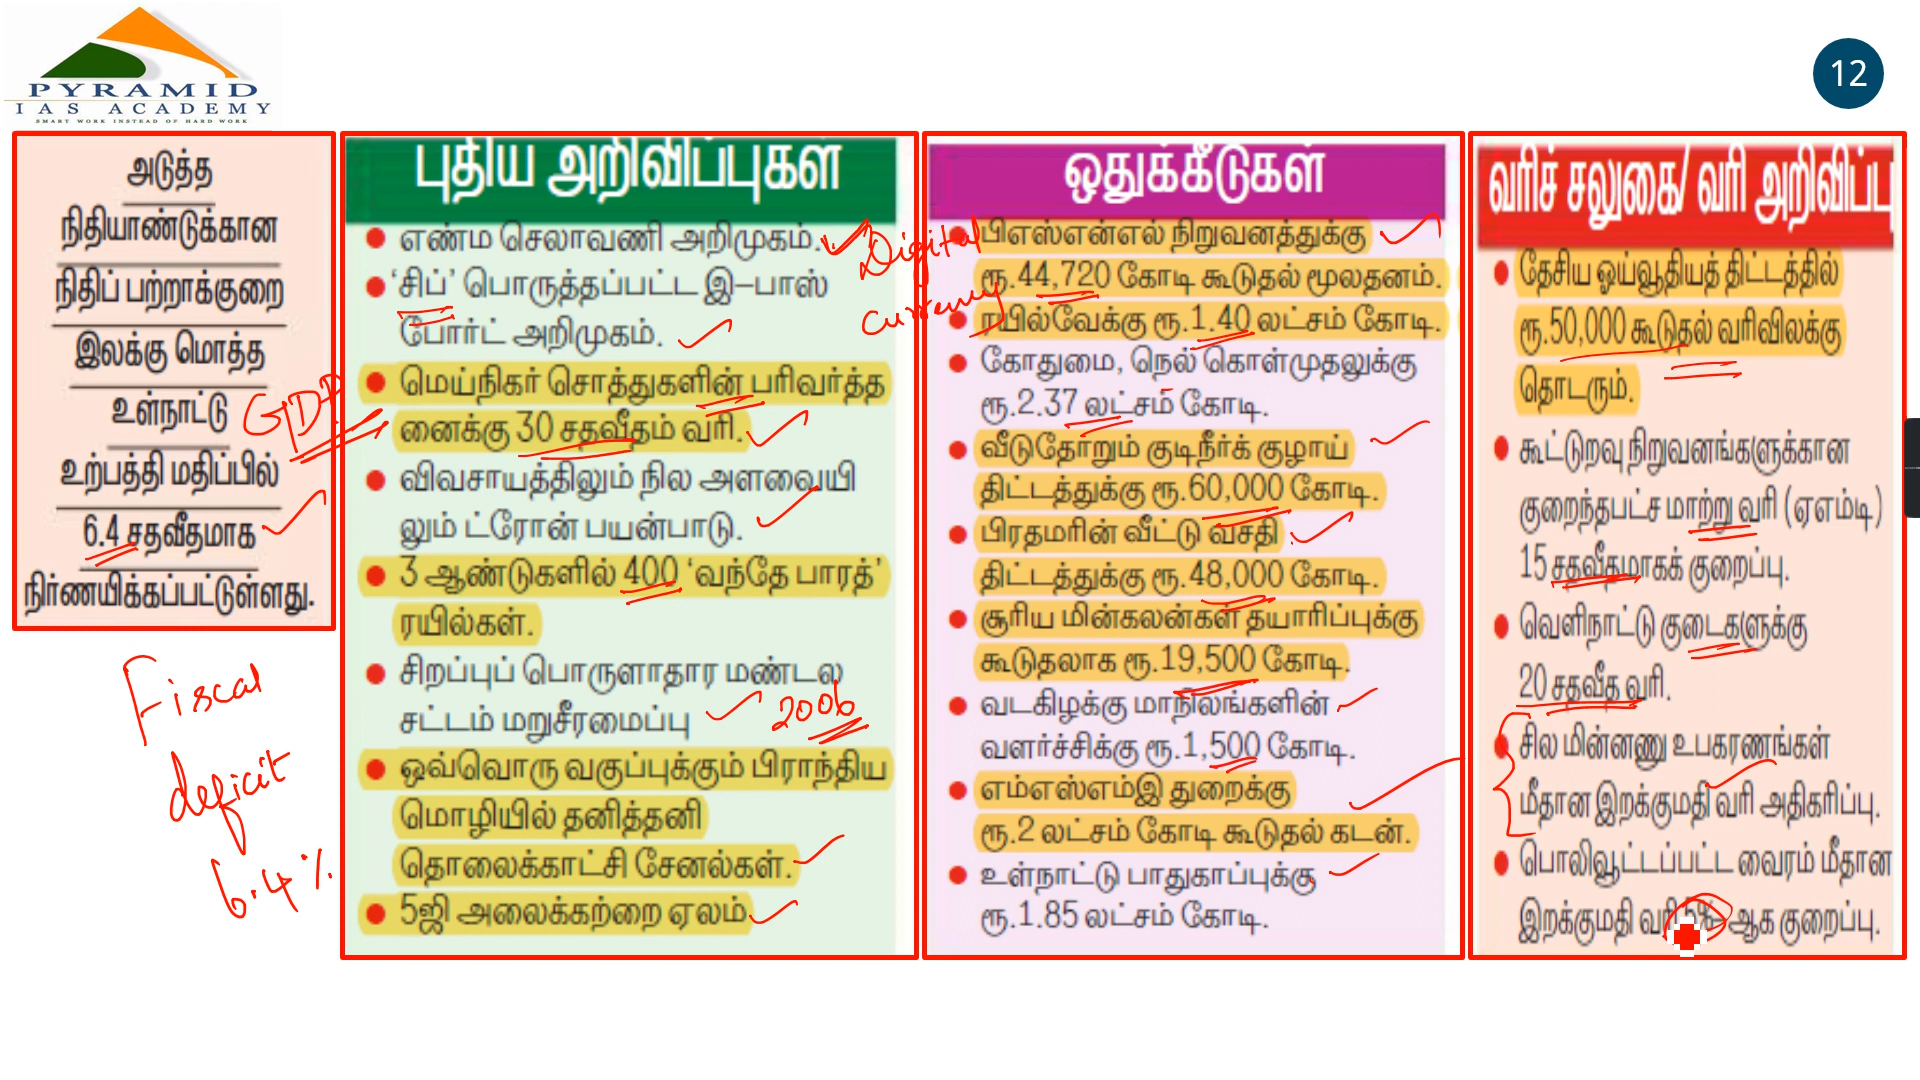 PYRAMID
IAS ACADEMY
SMART WORK INSTEAD OF HARD WORK
12
அடுத்த
நிதியாண்டுக்கான
நிதிப் பற்றாக்குறை
இலக்கு மொத்த
உள்நாட்டு
உற்பத்தி மதிப்பில்
6.4 சதவீதமாக
நிர்ணயிக்கப்பட்டுள்ளது.
GDP
Fiscal
deficit
6.4 %
புதிய அறிவிப்புகள்
எண்ம செலாவணி அறிமுகம்.
Digital
currency
'சிப்' பொருத்தப்பட்ட இ-பாஸ்
போர்ட் அறிமுகம்.
மெய்நிகர் சொத்துகளின் பரிவர்த்த
னைக்கு 30 சதவீதம் வரி.
விவசாயத்திலும் நில அளவையி
லும் ட்ரோன் பயன்பாடு.
3 ஆண்டுகளில் 400 'வந்தே பாரத்'
ரயில்கள்.
சிறப்புப் பொருளாதார மண்டல
சட்டம் மறுசீரமைப்பு
2006
ஒவ்வொரு வகுப்புக்கும் பிராந்திய
மொழியில் தனித்தனி
தொலைக்காட்சி சேனல்கள்.
5ஜி அலைக்கற்றை ஏலம்
ஒதுக்கீடுகள்
பிஎஸ்என்எல் நிறுவனத்துக்கு
ரூ.44,720 கோடி கூடுதல் மூலதனம்.
ரயில்வேக்கு ரூ.1.40 லட்சம் கோடி.
கோதுமை, நெல் கொள்முதலுக்கு
ரூ.2.37 லட்சம் கோடி.
வீடுதோறும் குடிநீர்க் குழாய்
திட்டத்துக்கு ரூ.60,000 கோடி.
பிரதமரின் வீட்டு வசதி
திட்டத்துக்கு ரூ.48,000 கோடி.
சூரிய மின்கலன்கள் தயாரிப்புக்கு
கூடுதலாக ரூ.19,500 கோடி.
வடகிழக்கு மாநிலங்களின்
வளர்ச்சிக்கு ரூ.1,500 கோடி.
எம்எஸ்எம்இ துறைக்கு
ரூ.2 லட்சம் கோடி கூடுதல் கடன்.
உள்நாட்டு பாதுகாப்புக்கு
ரூ.1.85 லட்சம் கோடி.
வரிச் சலுகை/ வரி அறிவிப்பு
தேசிய ஓய்வூதியத் திட்டத்தில்
ரூ.50,000 கூடுதல் வரிவிலக்கு
தொடரும்.
கூட்டுறவு நிறுவனங்களுக்கான
குறைந்தபட்ச மாற்று வரி (ஏஎம்டி)
15 சதவீதமாகக் குறைப்பு.
வெளிநாட்டு குடைகளுக்கு
20 சதவீத வரி.
சில மின்னணு உபகரணங்கள்
மீதான இறக்குமதி வரி அதிகரிப்பு.
பொலிவூட்டப்பட்ட வைரம் மீதான
இறக்குமதி வரி 5% ஆக குறைப்பு.